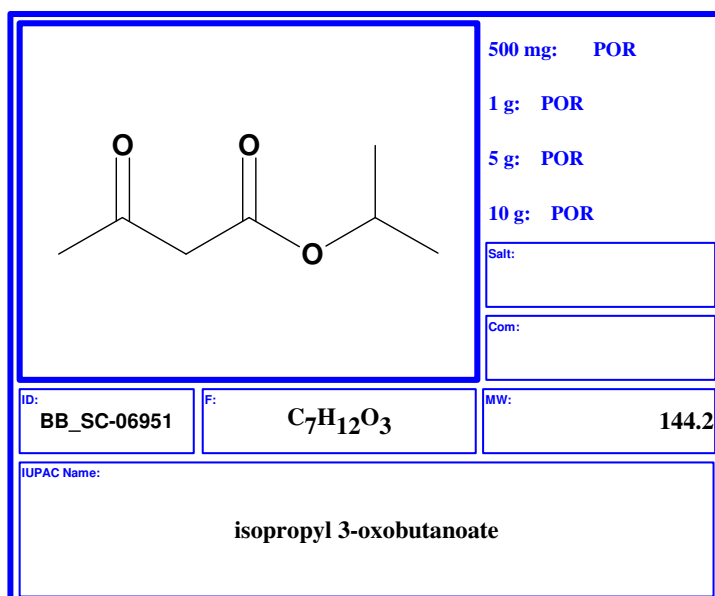 500 mg: POR
1 g: POR
5 g: POR
10 g: POR
O O
O
Salt:
Com:
ID:
BB_SC-06951
F:
C7H12O3
MW:
144.2
IUPAC Name:
isopropyl 3-oxobutanoate